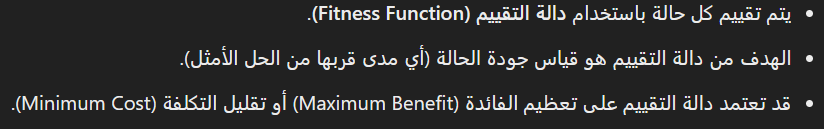 • يتم تقييم كل حالة باستخدام دالة التقييم (Fitness Function).
• الهدف من دالة التقييم هو قياس جودة الحالة (أي مدى قربها من الحل الأمثل).
• قد تعتمد دالة التقييم على تعظيم الفائدة (Maximum Benefit) أو تقليل التكلفة (Minimum Cost).